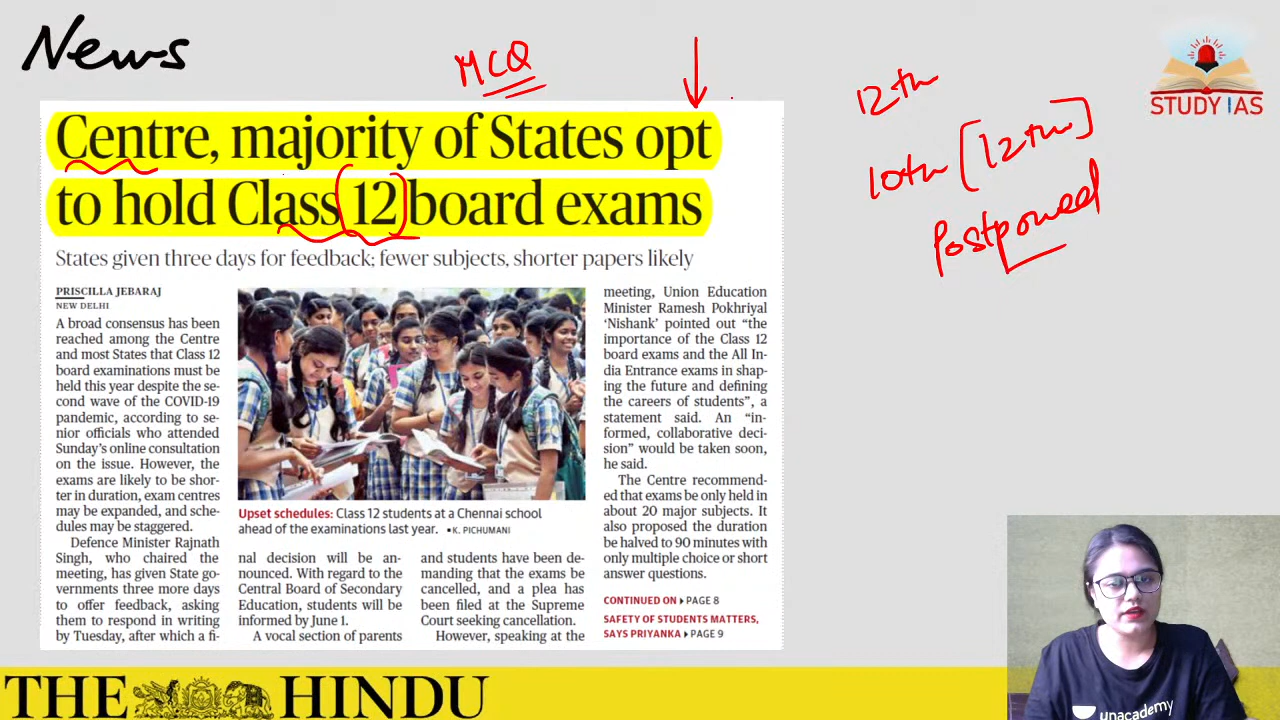 News
MCQ
12th
10th [12th]
Postponed
STUDY IAS
Centre, majority of States opt
to hold Class 12 board exams
States given three days for feedback; fewer subjects, shorter papers likely
PRISCILLA JEBARAJ
NEW DELHI
A broad consensus has been
reached among the Centre
and most States that Class 12
board examinations must be
held this year despite the se-
cond wave of the COVID-19
pandemic, according to se-
nior officials who attended
Sunday's online consultation
on the issue. However, the
exams are likely to be shor-
ter in duration, exam centres
may be expanded, and sche-
dules may be staggered.
Defence Minister Rajnath
Singh, who chaired the
meeting, has given State go-
vernments three more days
to offer feedback, asking
them to respond in writing
by Tuesday, after which a fi-
Upset schedules: Class 12 students at a Chennai school
ahead of the examinations last year. ▪ K. PICHUMANI
nal decision will be an-
nounced. With regard to the
Central Board of Secondary
Education, students will be
informed by June 1.
A vocal section of parents
and students have been de-
manding that the exams be
cancelled, and a plea has
been filed at the Supreme
Court seeking cancellation.
However, speaking at the
meeting, Union Education
Minister Ramesh Pokhriyal
'Nishank' pointed out "the
importance of the Class 12
board exams and the All In-
dia Entrance exams in shap-
ing the future and defining
the careers of students", a
statement said. An "in-
formed, collaborative deci-
sion" would be taken soon,
he said.
The Centre recommend-
ed that exams be only held in
about 20 major subjects. It
also proposed the duration
be halved to 90 minutes with
only multiple choice or short
answer questions.
CONTINUED ON ▸ PAGE 8
SAFETY OF STUDENTS MATTERS,
SAYS PRIYANKA ▸ PAGE 9
unacademy
THE HINDU